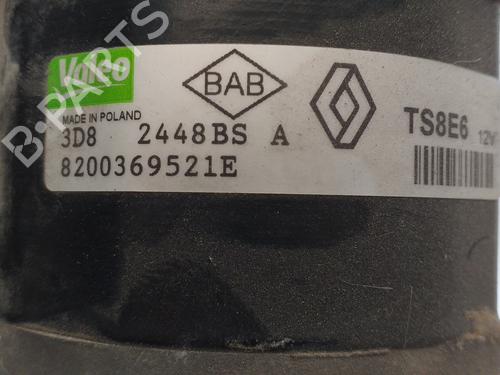 Valeo
BAB
MADE IN POLAND
3D8 2448BS A
TS8E6 12V
8200369521E
B-PARTS